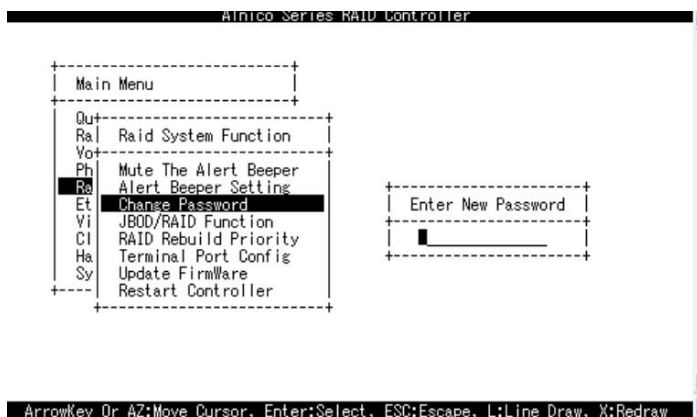 Alnico Series RAID Controller
Main Menu
Qu
Ra
Raid System Function
Vo
Ph
Mute The Alert Beeper
Ra
Alert Beeper Setting
Et
Change Password
Enter New Password
Vi
JBOD/RAID Function
Cl
RAID Rebuild Priority
Ha
Terminal Port Config
Sy
Update FirmWare
Restart Controller
ArrowKey Or AZ:Move Cursor, Enter:Select, ESC:Escape, L:Line Draw, X:Redraw